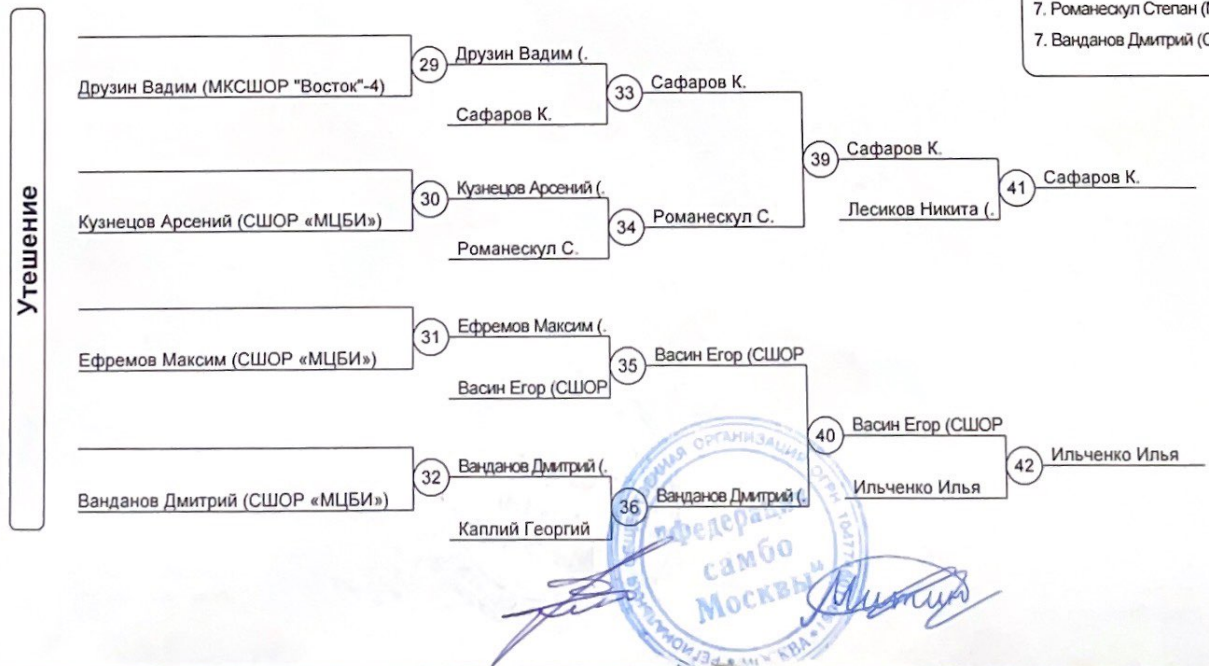 7. Романескул Степан (
7. Ванданов Дмитрий (
Утешение
29
Друзин Вадим (.
Друзин Вадим (МКСШОР "Восток"-4)
33
Сафаров К.
Сафаров К.
39
Сафаров К.
Кузнецов Арсений (.
30
Кузнецов Арсений (СШОР «МЦБИ»)
34
Романескул С.
Романескул С.
41
Сафаров К.
Лесиков Никита (.
Ефремов Максим (.
31
Ефремов Максим (СШОР «МЦБИ»)
35
Васин Егор (СШОР
Васин Егор (СШОР
40
Васин Егор (СШОР
Ванданов Дмитрий (.
32
Ванданов Дмитрий (СШОР «МЦБИ»)
36
Ванданов Дмитрий (.
Каплий Георгий
42
Ильченко Илья
Ильченко Илья
ОРГАНИЗАЦИЯ ОГРН
самбо
Москвы"